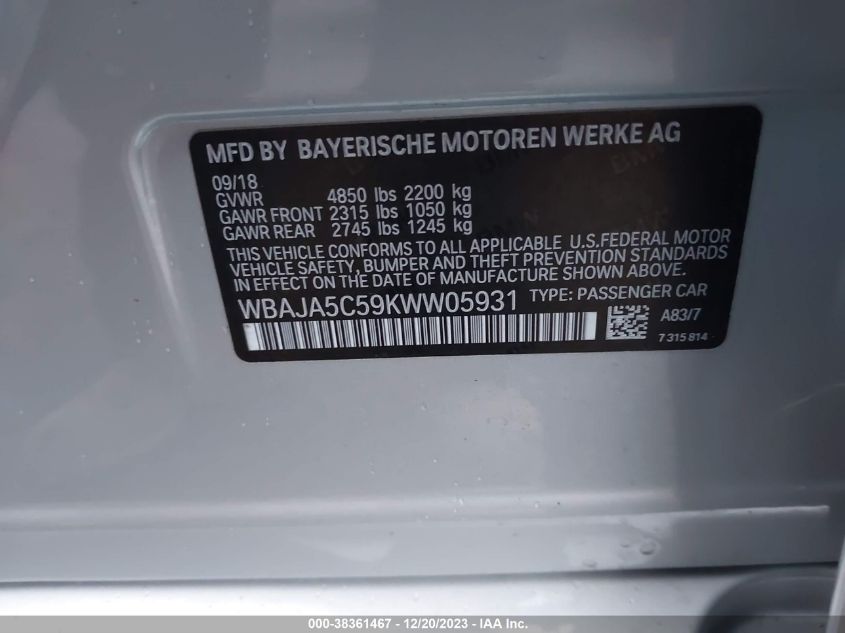 MFD BY BAYERISCHE MOTOREN WERKE AG
09/18
GVWR 4850 lbs 2200 kg
GAWR FRONT 2315 lbs 1050 kg
GAWR REAR 2745 lbs 1245 kg
THIS VEHICLE CONFORMS TO ALL APPLICABLE U.S.FEDERAL MOTOR
VEHICLE SAFETY, BUMPER AND THEFT PREVENTION STANDARDS
IN EFFECT ON THE DATE OF MANUFACTURE SHOWN ABOVE.
WBAJA5C59KWW05931 TYPE: PASSENGER CAR
A83/7
7 315 814
000-38361467 - 12/20/2023 - IAA Inc.